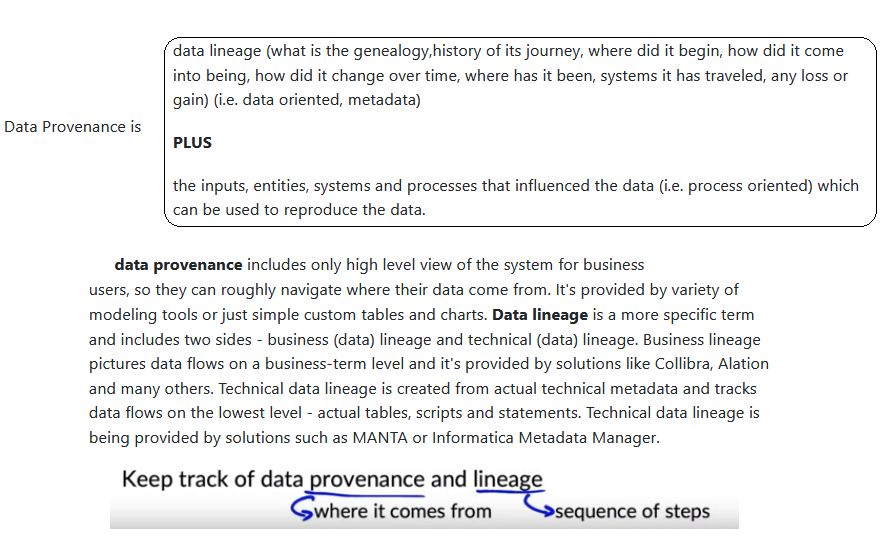 data lineage (what is the genealogy,history of its journey, where did it begin, how did it come
into being, how did it change over time, where has it been, systems it has traveled, any loss or
gain) (i.e. data oriented, metadata)
Data Provenance is
PLUS
the inputs, entities, systems and processes that influenced the data (i.e. process oriented) which
can be used to reproduce the data.
data provenance includes only high level view of the system for business
users, so they can roughly navigate where their data come from. It's provided by variety of
modeling tools or just simple custom tables and charts. Data lineage is a more specific term
and includes two sides - business (data) lineage and technical (data) lineage. Business lineage
pictures data flows on a business-term level and it's provided by solutions like Collibra, Alation
and many others. Technical data lineage is created from actual technical metadata and tracks
data flows on the lowest level - actual tables, scripts and statements. Technical data lineage is
being provided by solutions such as MANTA or Informatica Metadata Manager.
Keep track of data provenance and lineage
where it comes from sequence of steps